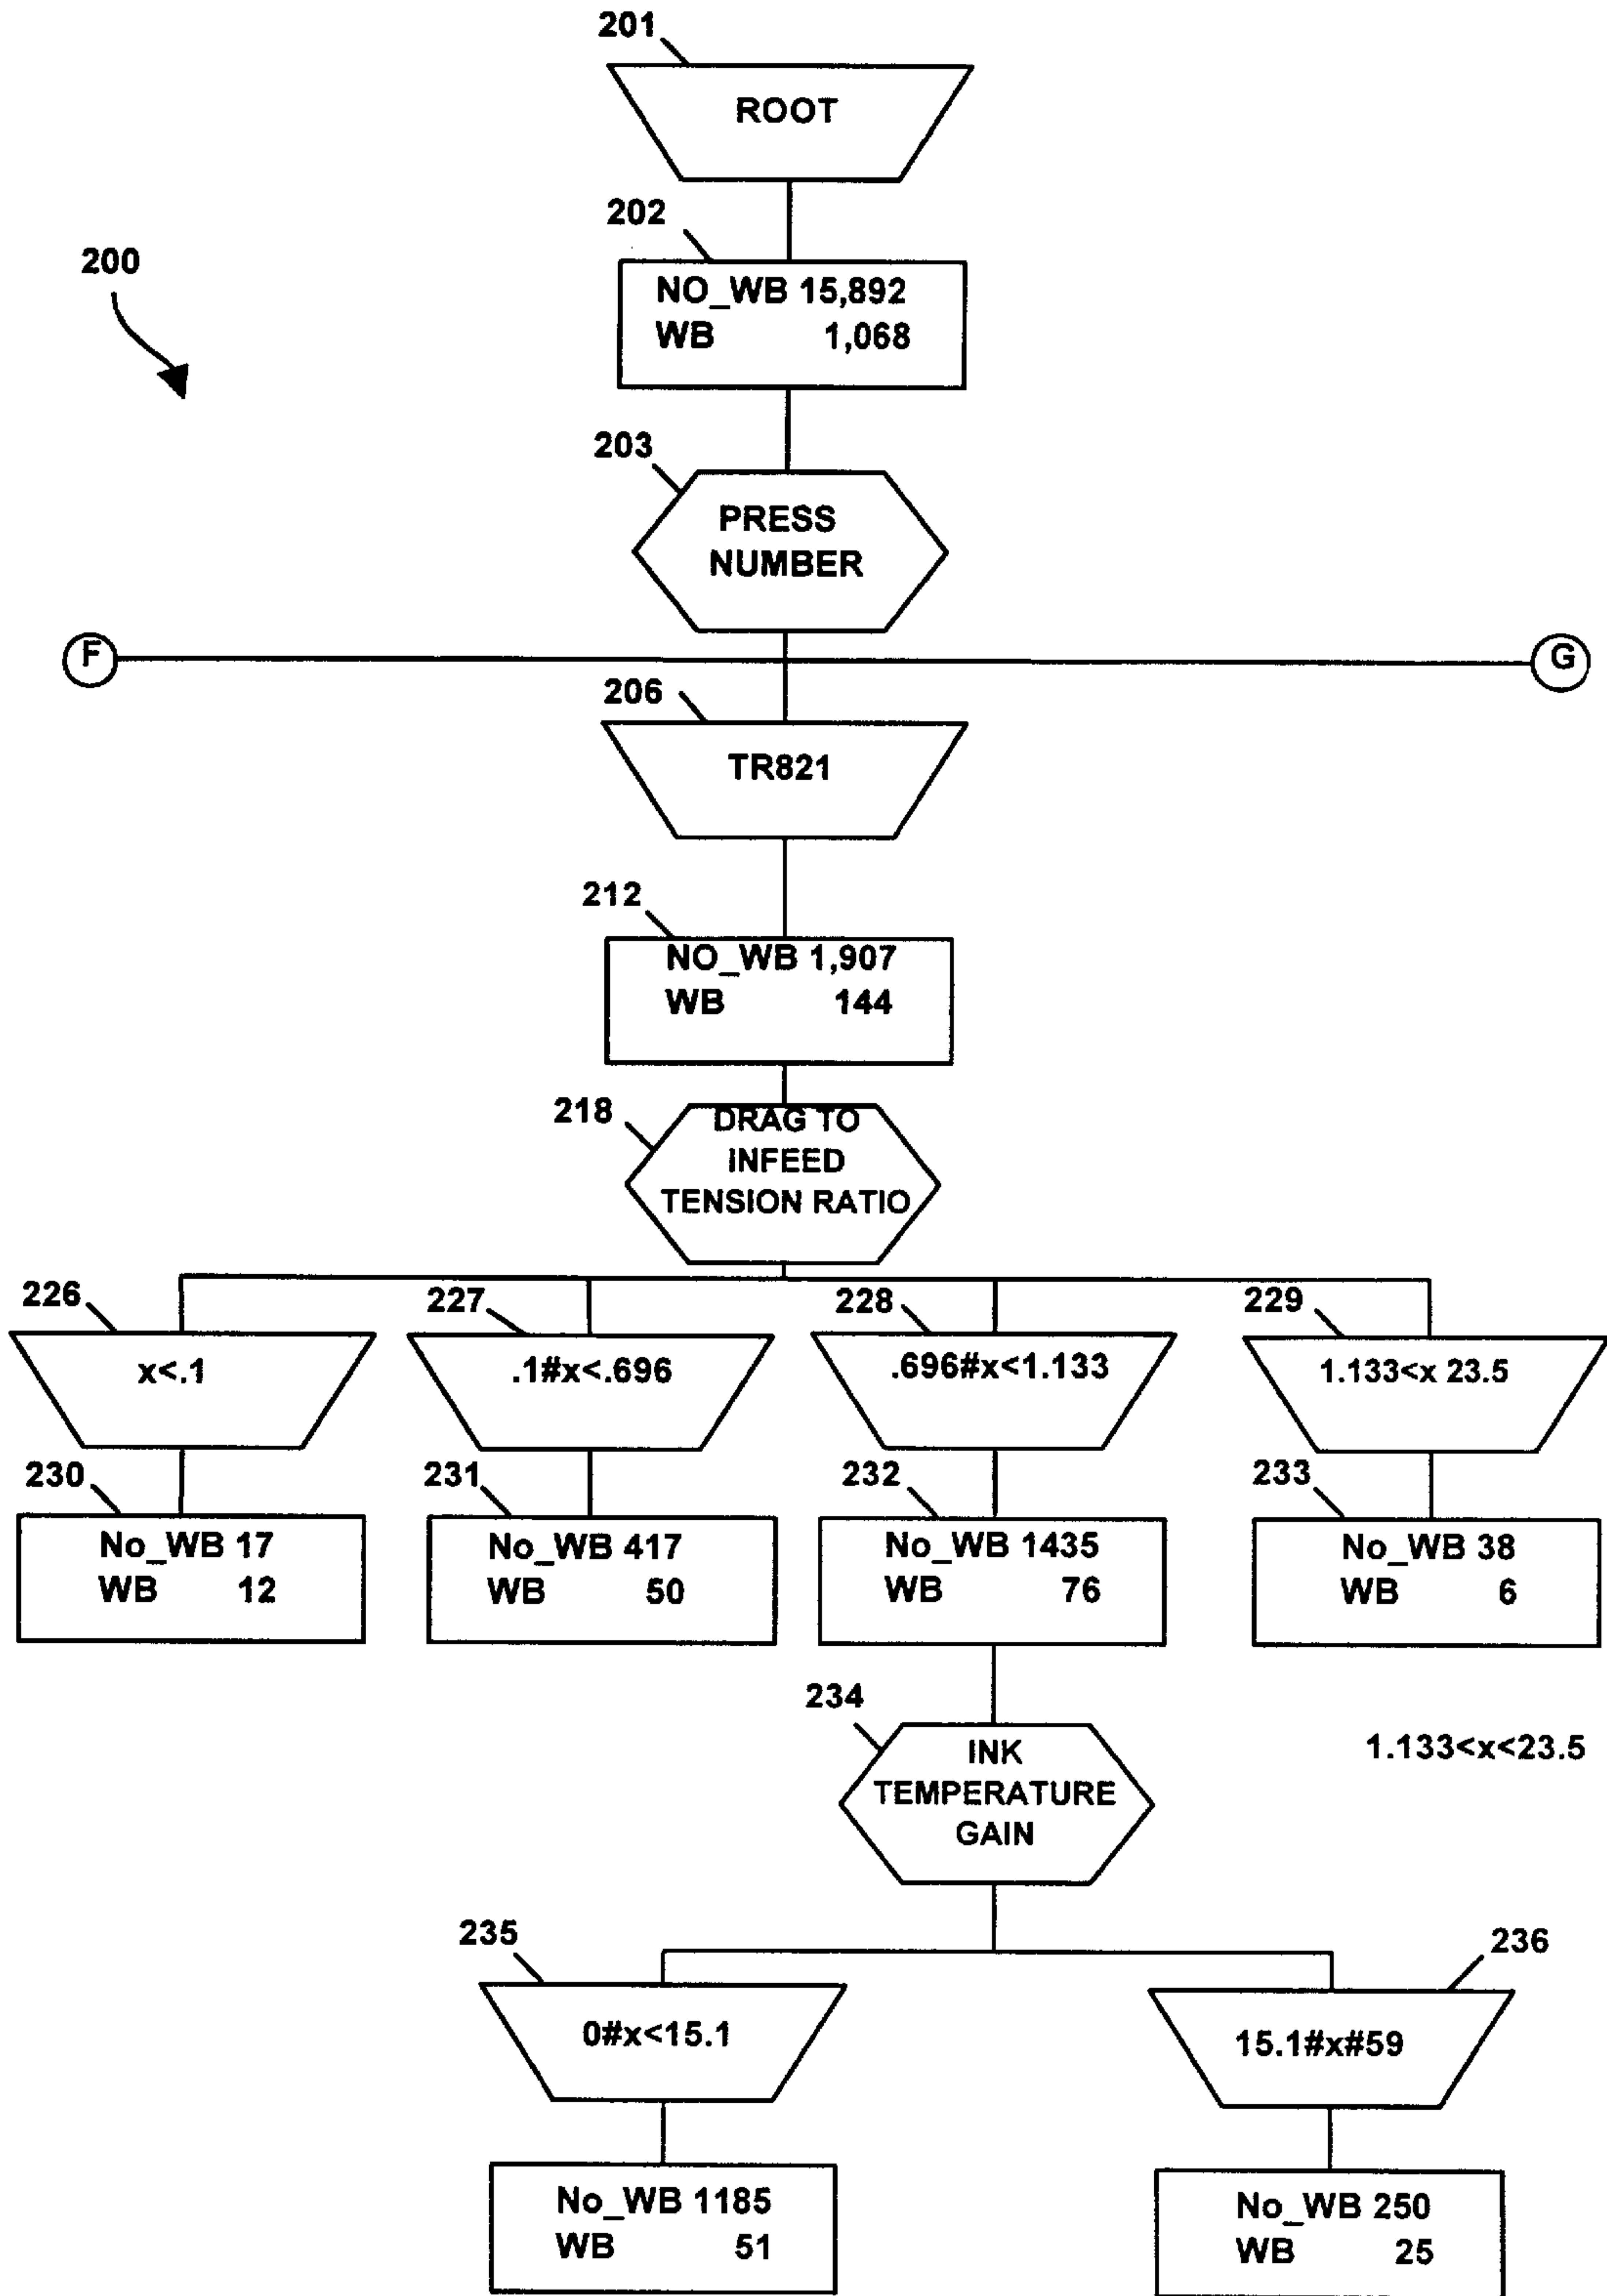 201
ROOT
202
200
NO_WB 15,892
WB 1,068
203
PRESS
NUMBER
F
G
206
TR821
212
NO_WB 1,907
WB 144
218
DRAG TO
INFEED
TENSION RATIO
226
227
228
229
x<.1
.1#x<.696
.696#x<1.133
1.133<x 23.5
230
231
232
233
No_WB 17
WB 12
No_WB 417
WB 50
No_WB 1435
WB 76
No_WB 38
WB 6
234
INK
TEMPERATURE
GAIN
1.133<x<23.5
235
236
0#x<15.1
15.1#x#59
No_WB 1185
WB 51
No_WB 250
WB 25